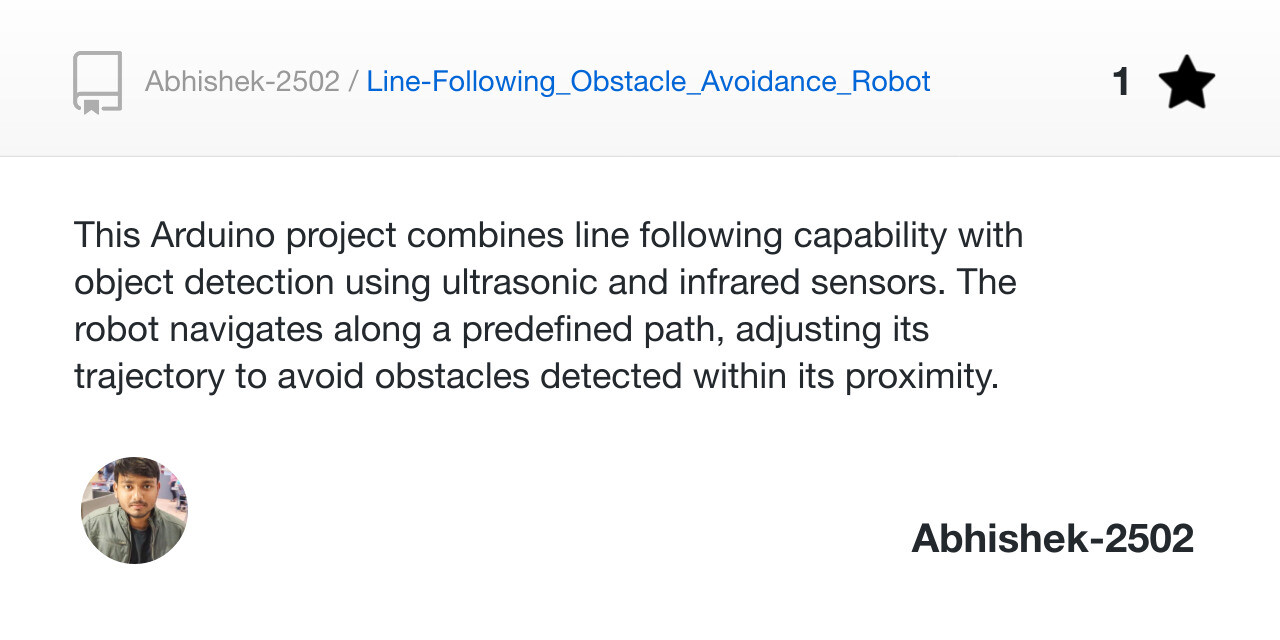 Abhishek-2502 / Line-Following_Obstacle_Avoidance_Robot
1
This Arduino project combines line following capability with
object detection using ultrasonic and infrared sensors. The
robot navigates along a predefined path, adjusting its
trajectory to avoid obstacles detected within its proximity.
Abhishek-2502